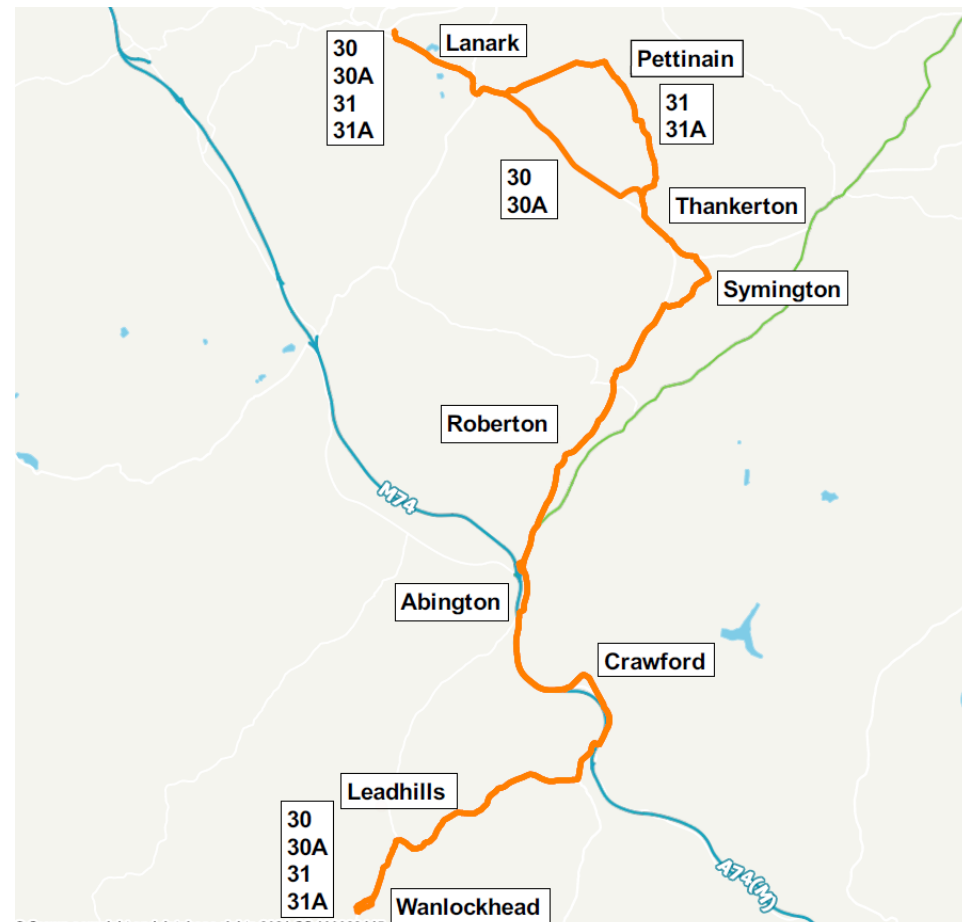 30
30A
31
31A
Lanark
Pettinain
31
31A
30
30A
Thankerton
Symington
Roberton
M74
Abington
Crawford
Leadhills
30
30A
31
31A
A74(M)
Wanlockhead